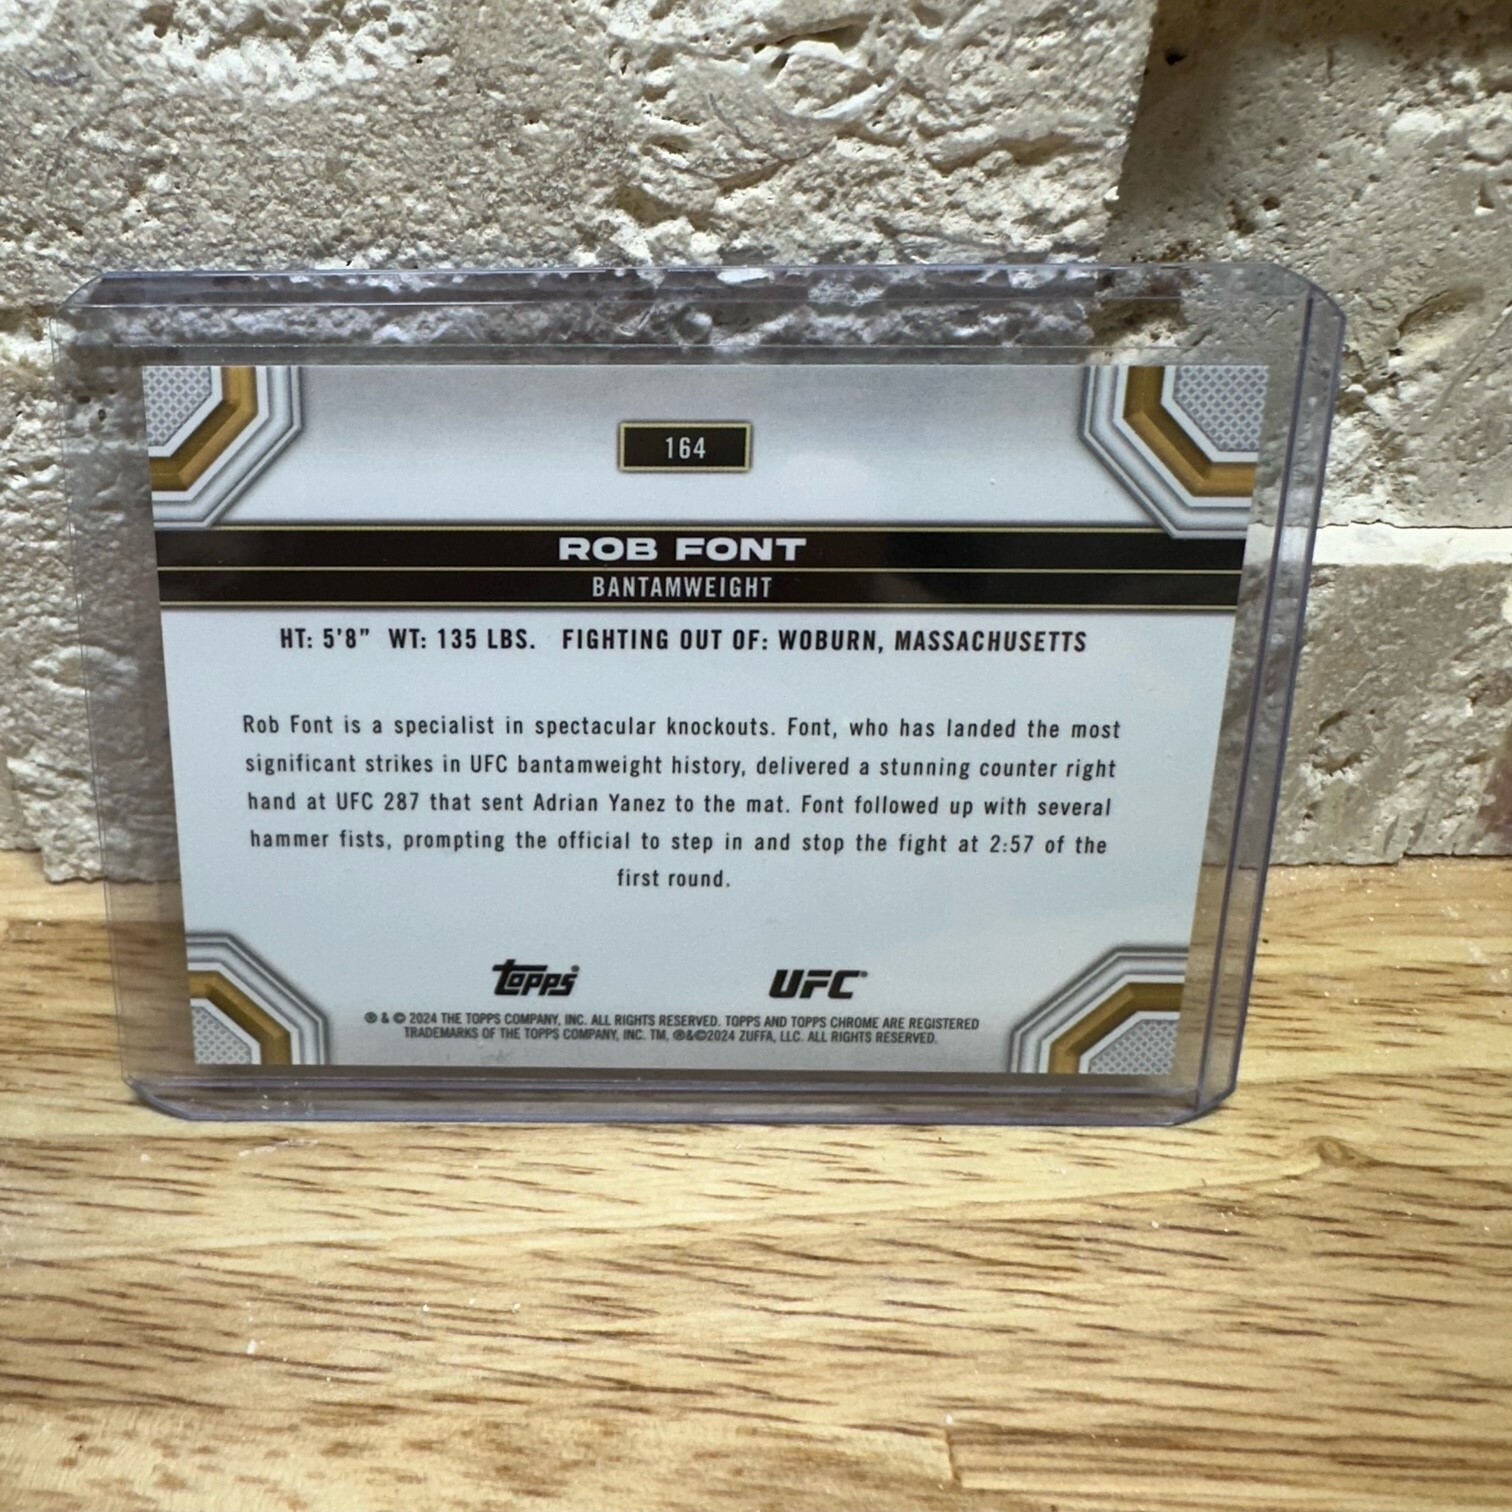 164
ROB FONT
BANTAMWEIGHT
HT: 5'8" WT: 135 LBS. FIGHTING OUT OF: WOBURN, MASSACHUSETTS
Rob Font is a specialist in spectacular knockouts. Font, who has landed the most
significant strikes in UFC bantamweight history, delivered a stunning counter right
hand at UFC 287 that sent Adrian Yanez to the mat. Font followed up with several
hammer fists, prompting the official to step in and stop the fight at 2:57 of the
first round.
topps UFC
® & © 2024 THE TOPPS COMPANY, INC. ALL RIGHTS RESERVED. TOPPS AND TOPPS CHROME ARE REGISTERED
TRADEMARKS OF THE TOPPS COMPANY, INC. TM, ®&©2024 ZUFFA, LLC. ALL RIGHTS RESERVED.